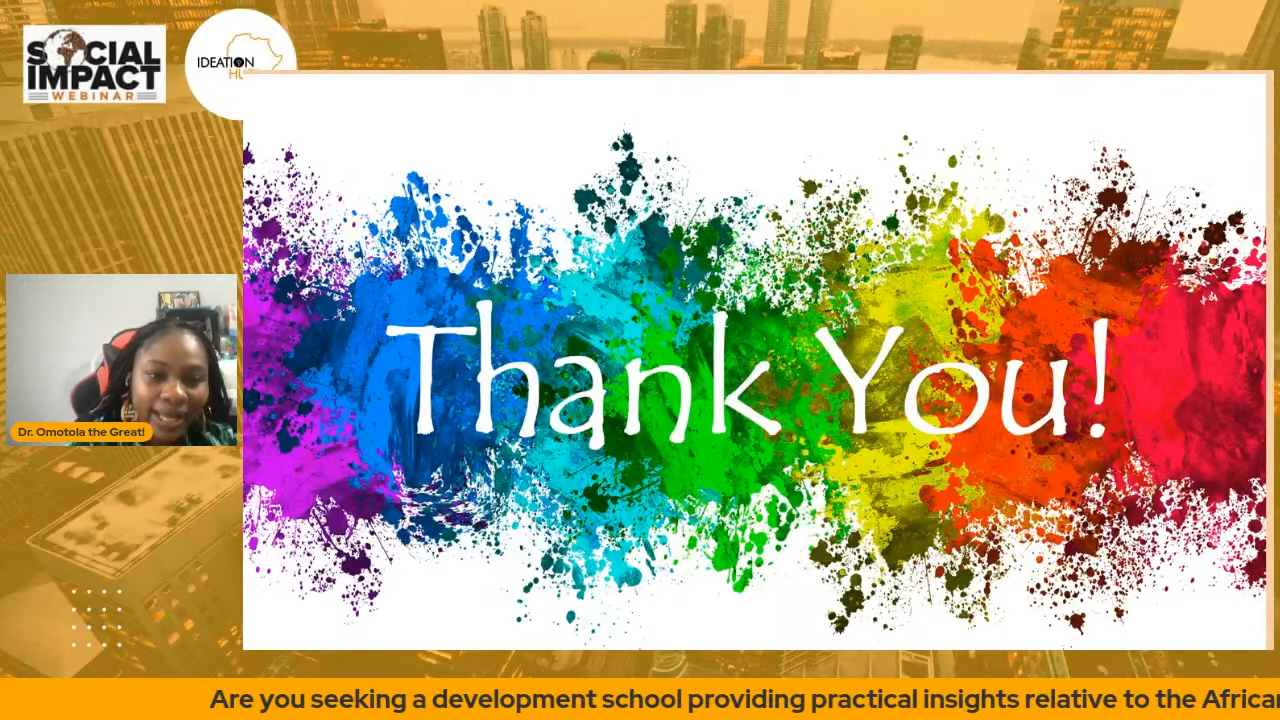 SOCIAL
IMPACT
WEBINAR
IDEATION
Thank You!
Dr. Omotola the Great!
Are you seeking a development school providing practical insights relative to the